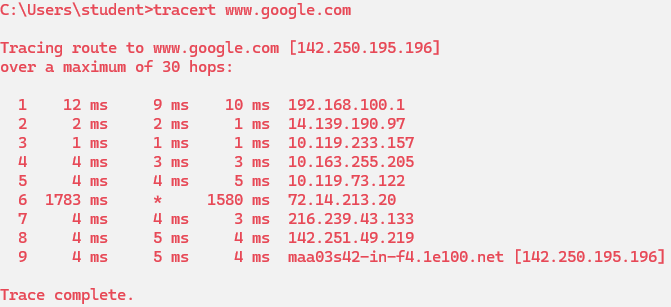 C:\Users\student>tracert www.google.com
Tracing route to www.google.com [142.250.195.196]
over a maximum of 30 hops:
1 12 ms 9 ms 10 ms 192.168.100.1
2 2 ms 2 ms 1 ms 14.139.190.97
3 1 ms 1 ms 1 ms 10.119.233.157
4 4 ms 3 ms 3 ms 10.163.255.205
5 4 ms 4 ms 5 ms 10.119.73.122
6 1783 ms * 1580 ms 72.14.213.20
7 4 ms 4 ms 3 ms 216.239.43.133
8 4 ms 5 ms 4 ms 142.251.49.219
9 4 ms 5 ms 4 ms maa03s42-in-f4.1e100.net [142.250.195.196]
Trace complete.